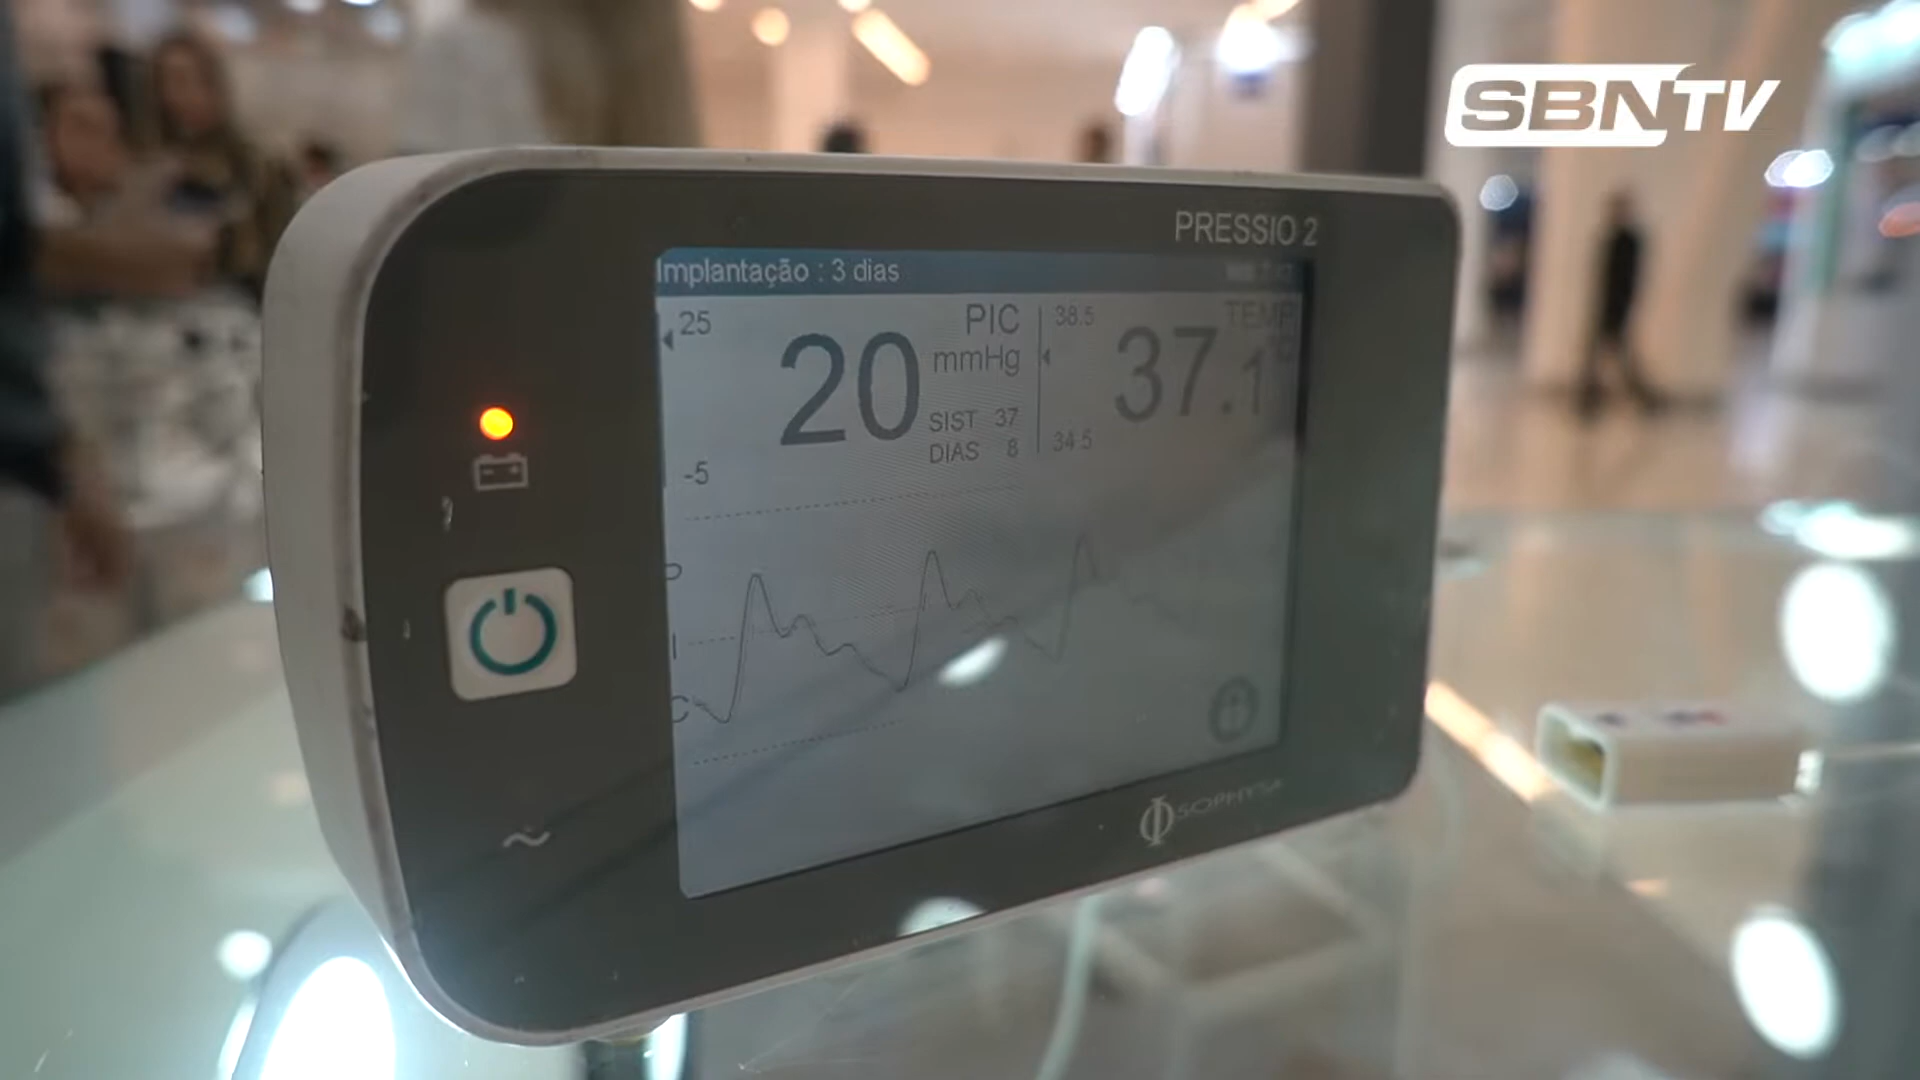 SBNTV
PRESSIO 2
Implantação : 3 dias
25
20
PIC
mmHg
SIST 37
DIAS 8
-5
38.5
TEMP
°C
37.1
34.5
P
I
C
SOPHYSA